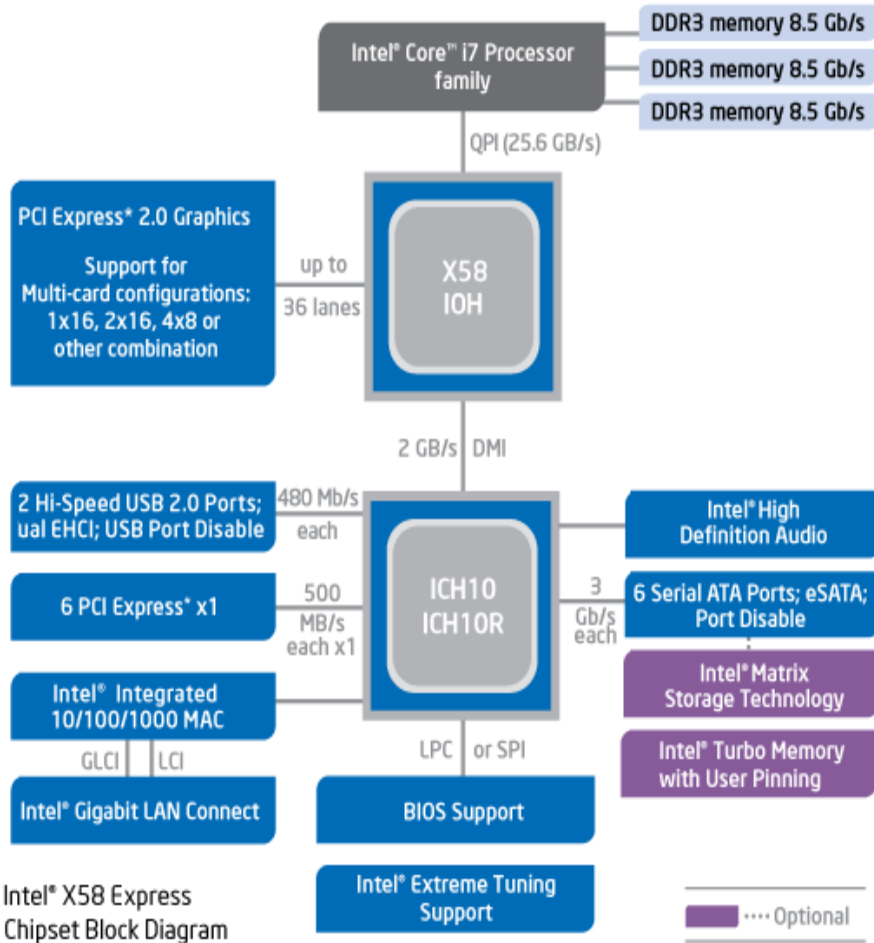 Intel® Core™ i7 Processor
family
DDR3 memory 8.5 Gb/s
DDR3 memory 8.5 Gb/s
DDR3 memory 8.5 Gb/s
QPI (25.6 GB/s)
PCI Express* 2.0 Graphics
Support for
Multi-card configurations:
1x16, 2x16, 4x8 or
other combination
up to
36 lanes
X58
IOH
2 GB/s DMI
2 Hi-Speed USB 2.0 Ports;
ual EHCI; USB Port Disable
480 Mb/s
each
6 PCI Express* x1
500
MB/s
each x1
Intel® Integrated
10/100/1000 MAC
GLCI LCI
Intel® Gigabit LAN Connect
ICH10
ICH10R
Intel® High
Definition Audio
3
Gb/s
each
6 Serial ATA Ports; eSATA;
Port Disable
Intel® Matrix
Storage Technology
Intel® Turbo Memory
with User Pinning
LPC or SPI
BIOS Support
Intel® Extreme Tuning
Support
Intel® X58 Express
Chipset Block Diagram
Optional